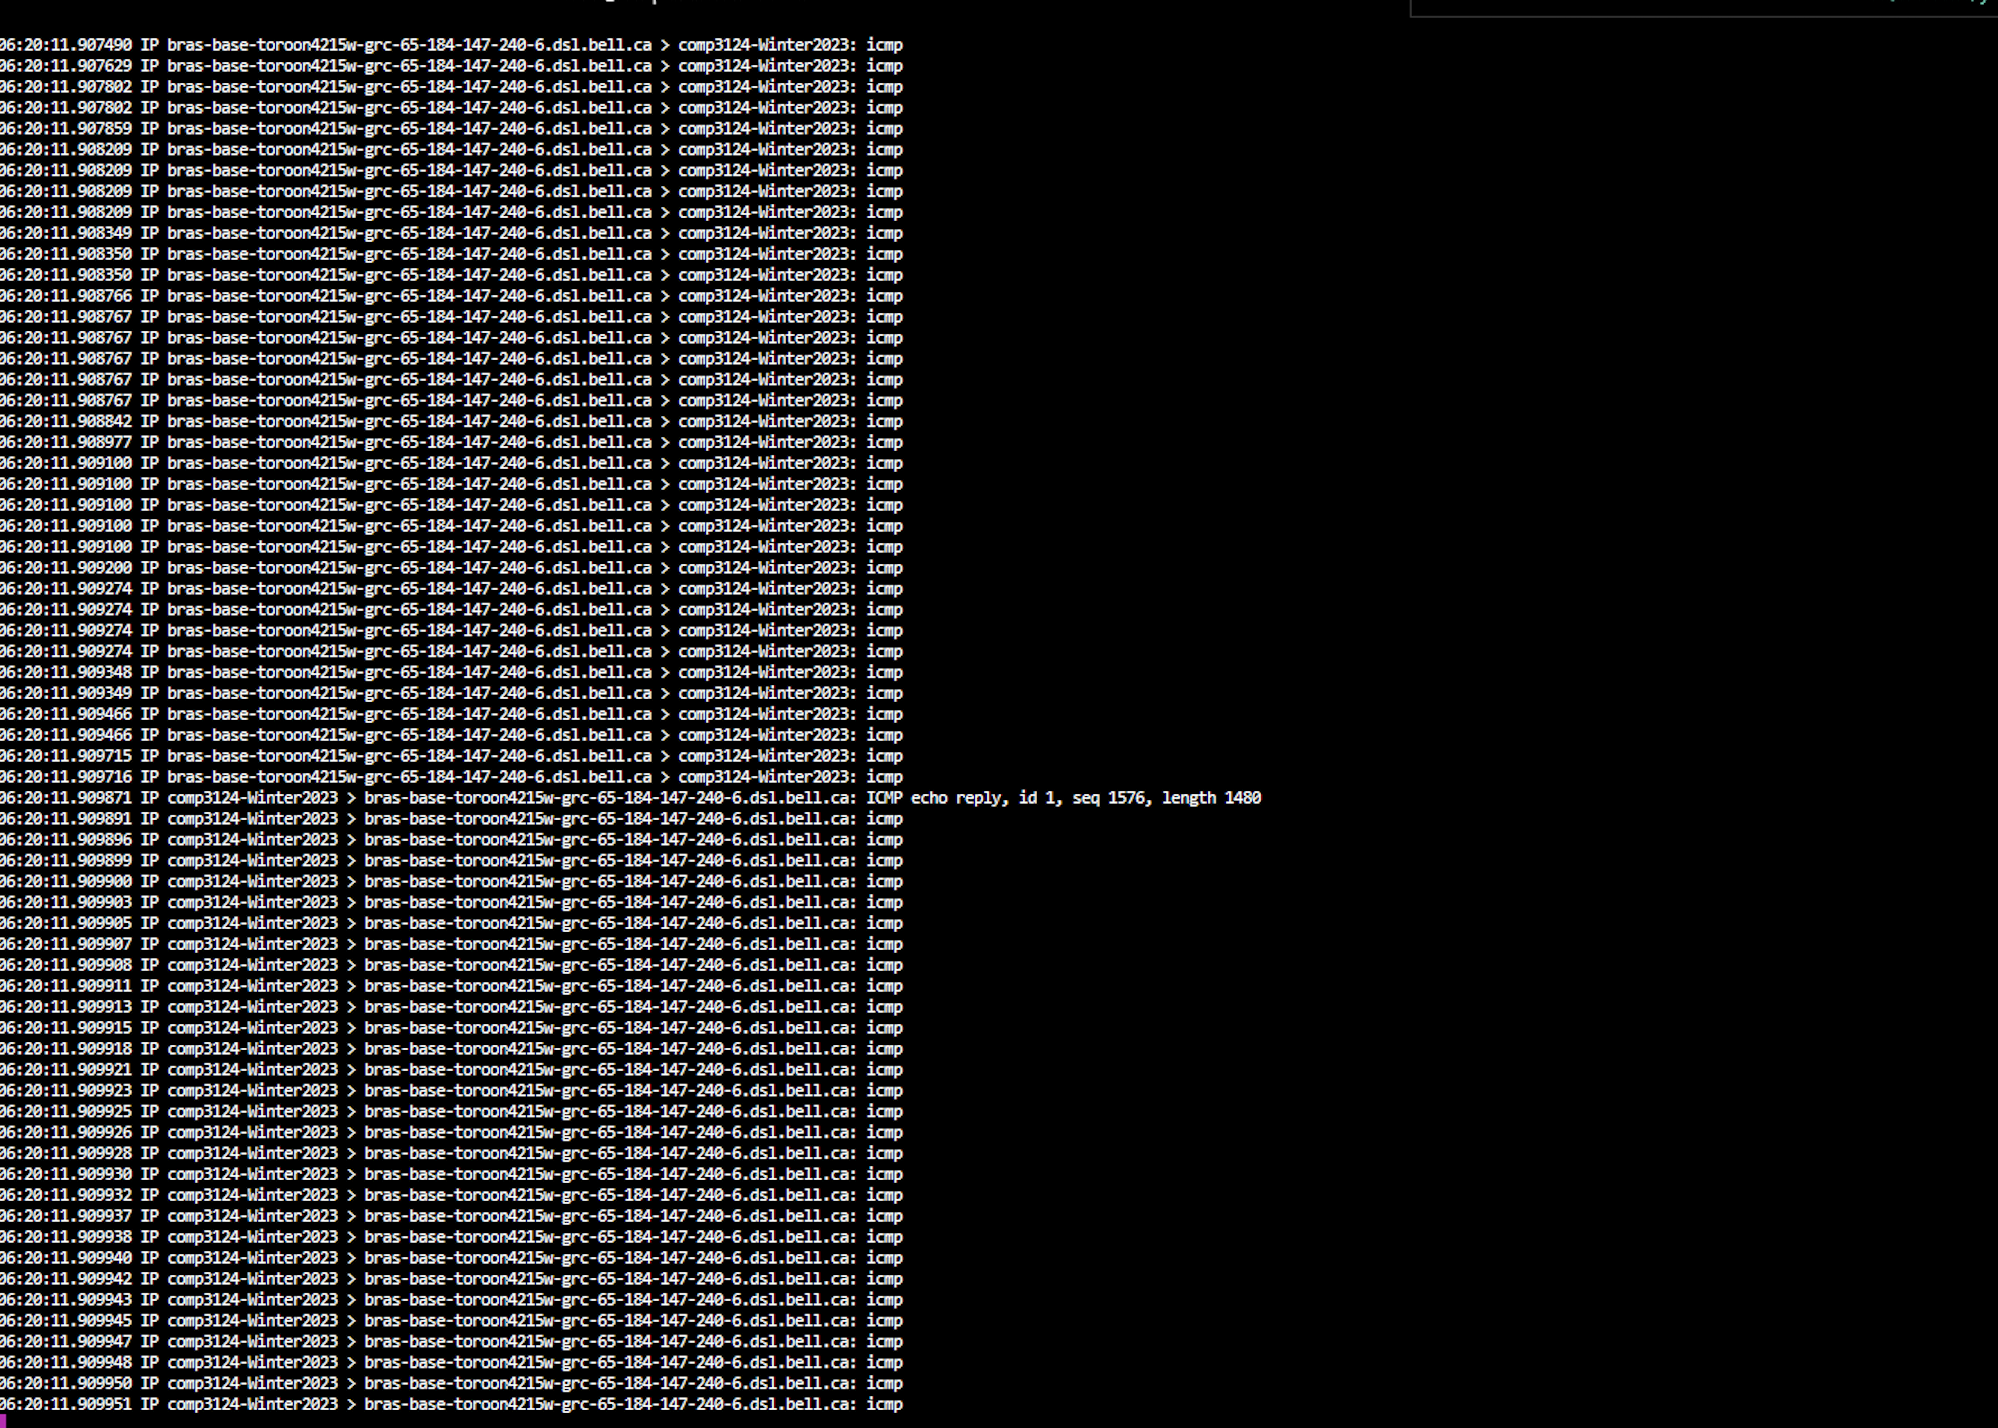 06:20:11.907490 IP bras-base-toroon4215w-grc-65-184-147-240-6.dsl.bell.ca > comp3124-Winter2023: icmp
06:20:11.907629 IP bras-base-toroon4215w-grc-65-184-147-240-6.dsl.bell.ca > comp3124-Winter2023: icmp
06:20:11.907802 IP bras-base-toroon4215w-grc-65-184-147-240-6.dsl.bell.ca > comp3124-Winter2023: icmp
06:20:11.907802 IP bras-base-toroon4215w-grc-65-184-147-240-6.dsl.bell.ca > comp3124-Winter2023: icmp
06:20:11.907859 IP bras-base-toroon4215w-grc-65-184-147-240-6.dsl.bell.ca > comp3124-Winter2023: icmp
06:20:11.908209 IP bras-base-toroon4215w-grc-65-184-147-240-6.dsl.bell.ca > comp3124-Winter2023: icmp
06:20:11.908209 IP bras-base-toroon4215w-grc-65-184-147-240-6.dsl.bell.ca > comp3124-Winter2023: icmp
06:20:11.908209 IP bras-base-toroon4215w-grc-65-184-147-240-6.dsl.bell.ca > comp3124-Winter2023: icmp
06:20:11.908209 IP bras-base-toroon4215w-grc-65-184-147-240-6.dsl.bell.ca > comp3124-Winter2023: icmp
06:20:11.908349 IP bras-base-toroon4215w-grc-65-184-147-240-6.dsl.bell.ca > comp3124-Winter2023: icmp
06:20:11.908350 IP bras-base-toroon4215w-grc-65-184-147-240-6.dsl.bell.ca > comp3124-Winter2023: icmp
06:20:11.908350 IP bras-base-toroon4215w-grc-65-184-147-240-6.dsl.bell.ca > comp3124-Winter2023: icmp
06:20:11.908766 IP bras-base-toroon4215w-grc-65-184-147-240-6.dsl.bell.ca > comp3124-Winter2023: icmp
06:20:11.908767 IP bras-base-toroon4215w-grc-65-184-147-240-6.dsl.bell.ca > comp3124-Winter2023: icmp
06:20:11.908767 IP bras-base-toroon4215w-grc-65-184-147-240-6.dsl.bell.ca > comp3124-Winter2023: icmp
06:20:11.908767 IP bras-base-toroon4215w-grc-65-184-147-240-6.dsl.bell.ca > comp3124-Winter2023: icmp
06:20:11.908767 IP bras-base-toroon4215w-grc-65-184-147-240-6.dsl.bell.ca > comp3124-Winter2023: icmp
06:20:11.908767 IP bras-base-toroon4215w-grc-65-184-147-240-6.dsl.bell.ca > comp3124-Winter2023: icmp
06:20:11.908842 IP bras-base-toroon4215w-grc-65-184-147-240-6.dsl.bell.ca > comp3124-Winter2023: icmp
06:20:11.908977 IP bras-base-toroon4215w-grc-65-184-147-240-6.dsl.bell.ca > comp3124-Winter2023: icmp
06:20:11.909100 IP bras-base-toroon4215w-grc-65-184-147-240-6.dsl.bell.ca > comp3124-Winter2023: icmp
06:20:11.909100 IP bras-base-toroon4215w-grc-65-184-147-240-6.dsl.bell.ca > comp3124-Winter2023: icmp
06:20:11.909100 IP bras-base-toroon4215w-grc-65-184-147-240-6.dsl.bell.ca > comp3124-Winter2023: icmp
06:20:11.909100 IP bras-base-toroon4215w-grc-65-184-147-240-6.dsl.bell.ca > comp3124-Winter2023: icmp
06:20:11.909100 IP bras-base-toroon4215w-grc-65-184-147-240-6.dsl.bell.ca > comp3124-Winter2023: icmp
06:20:11.909200 IP bras-base-toroon4215w-grc-65-184-147-240-6.dsl.bell.ca > comp3124-Winter2023: icmp
06:20:11.909274 IP bras-base-toroon4215w-grc-65-184-147-240-6.dsl.bell.ca > comp3124-Winter2023: icmp
06:20:11.909274 IP bras-base-toroon4215w-grc-65-184-147-240-6.dsl.bell.ca > comp3124-Winter2023: icmp
06:20:11.909274 IP bras-base-toroon4215w-grc-65-184-147-240-6.dsl.bell.ca > comp3124-Winter2023: icmp
06:20:11.909274 IP bras-base-toroon4215w-grc-65-184-147-240-6.dsl.bell.ca > comp3124-Winter2023: icmp
06:20:11.909348 IP bras-base-toroon4215w-grc-65-184-147-240-6.dsl.bell.ca > comp3124-Winter2023: icmp
06:20:11.909349 IP bras-base-toroon4215w-grc-65-184-147-240-6.dsl.bell.ca > comp3124-Winter2023: icmp
06:20:11.909466 IP bras-base-toroon4215w-grc-65-184-147-240-6.dsl.bell.ca > comp3124-Winter2023: icmp
06:20:11.909466 IP bras-base-toroon4215w-grc-65-184-147-240-6.dsl.bell.ca > comp3124-Winter2023: icmp
06:20:11.909715 IP bras-base-toroon4215w-grc-65-184-147-240-6.dsl.bell.ca > comp3124-Winter2023: icmp
06:20:11.909716 IP bras-base-toroon4215w-grc-65-184-147-240-6.dsl.bell.ca > comp3124-Winter2023: icmp
06:20:11.909871 IP comp3124-Winter2023 > bras-base-toroon4215w-grc-65-184-147-240-6.dsl.bell.ca: ICMP echo reply, id 1, seq 1576, length 1480
06:20:11.909891 IP comp3124-Winter2023 > bras-base-toroon4215w-grc-65-184-147-240-6.dsl.bell.ca: icmp
06:20:11.909896 IP comp3124-Winter2023 > bras-base-toroon4215w-grc-65-184-147-240-6.dsl.bell.ca: icmp
06:20:11.909899 IP comp3124-Winter2023 > bras-base-toroon4215w-grc-65-184-147-240-6.dsl.bell.ca: icmp
06:20:11.909900 IP comp3124-Winter2023 > bras-base-toroon4215w-grc-65-184-147-240-6.dsl.bell.ca: icmp
06:20:11.909903 IP comp3124-Winter2023 > bras-base-toroon4215w-grc-65-184-147-240-6.dsl.bell.ca: icmp
06:20:11.909905 IP comp3124-Winter2023 > bras-base-toroon4215w-grc-65-184-147-240-6.dsl.bell.ca: icmp
06:20:11.909907 IP comp3124-Winter2023 > bras-base-toroon4215w-grc-65-184-147-240-6.dsl.bell.ca: icmp
06:20:11.909908 IP comp3124-Winter2023 > bras-base-toroon4215w-grc-65-184-147-240-6.dsl.bell.ca: icmp
06:20:11.909911 IP comp3124-Winter2023 > bras-base-toroon4215w-grc-65-184-147-240-6.dsl.bell.ca: icmp
06:20:11.909913 IP comp3124-Winter2023 > bras-base-toroon4215w-grc-65-184-147-240-6.dsl.bell.ca: icmp
06:20:11.909915 IP comp3124-Winter2023 > bras-base-toroon4215w-grc-65-184-147-240-6.dsl.bell.ca: icmp
06:20:11.909918 IP comp3124-Winter2023 > bras-base-toroon4215w-grc-65-184-147-240-6.dsl.bell.ca: icmp
06:20:11.909921 IP comp3124-Winter2023 > bras-base-toroon4215w-grc-65-184-147-240-6.dsl.bell.ca: icmp
06:20:11.909923 IP comp3124-Winter2023 > bras-base-toroon4215w-grc-65-184-147-240-6.dsl.bell.ca: icmp
06:20:11.909925 IP comp3124-Winter2023 > bras-base-toroon4215w-grc-65-184-147-240-6.dsl.bell.ca: icmp
06:20:11.909926 IP comp3124-Winter2023 > bras-base-toroon4215w-grc-65-184-147-240-6.dsl.bell.ca: icmp
06:20:11.909928 IP comp3124-Winter2023 > bras-base-toroon4215w-grc-65-184-147-240-6.dsl.bell.ca: icmp
06:20:11.909930 IP comp3124-Winter2023 > bras-base-toroon4215w-grc-65-184-147-240-6.dsl.bell.ca: icmp
06:20:11.909932 IP comp3124-Winter2023 > bras-base-toroon4215w-grc-65-184-147-240-6.dsl.bell.ca: icmp
06:20:11.909937 IP comp3124-Winter2023 > bras-base-toroon4215w-grc-65-184-147-240-6.dsl.bell.ca: icmp
06:20:11.909938 IP comp3124-Winter2023 > bras-base-toroon4215w-grc-65-184-147-240-6.dsl.bell.ca: icmp
06:20:11.909940 IP comp3124-Winter2023 > bras-base-toroon4215w-grc-65-184-147-240-6.dsl.bell.ca: icmp
06:20:11.909942 IP comp3124-Winter2023 > bras-base-toroon4215w-grc-65-184-147-240-6.dsl.bell.ca: icmp
06:20:11.909943 IP comp3124-Winter2023 > bras-base-toroon4215w-grc-65-184-147-240-6.dsl.bell.ca: icmp
06:20:11.909945 IP comp3124-Winter2023 > bras-base-toroon4215w-grc-65-184-147-240-6.dsl.bell.ca: icmp
06:20:11.909947 IP comp3124-Winter2023 > bras-base-toroon4215w-grc-65-184-147-240-6.dsl.bell.ca: icmp
06:20:11.909948 IP comp3124-Winter2023 > bras-base-toroon4215w-grc-65-184-147-240-6.dsl.bell.ca: icmp
06:20:11.909950 IP comp3124-Winter2023 > bras-base-toroon4215w-grc-65-184-147-240-6.dsl.bell.ca: icmp
06:20:11.909951 IP comp3124-Winter2023 > bras-base-toroon4215w-grc-65-184-147-240-6.dsl.bell.ca: icmp